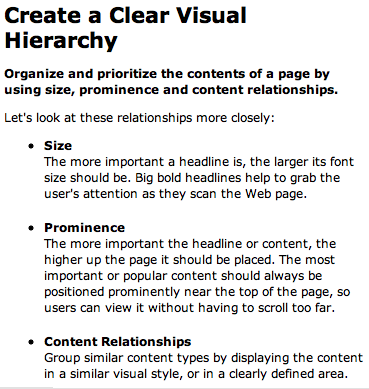 Create a Clear Visual
Hierarchy
Organize and prioritize the contents of a page by
using size, prominence and content relationships.
Let's look at these relationships more closely:
• Size
The more important a headline is, the larger its font
size should be. Big bold headlines help to grab the
user's attention as they scan the Web page.
• Prominence
The more important the headline or content, the
higher up the page it should be placed. The most
important or popular content should always be
positioned prominently near the top of the page, so
users can view it without having to scroll too far.
• Content Relationships
Group similar content types by displaying the content
in a similar visual style, or in a clearly defined area.